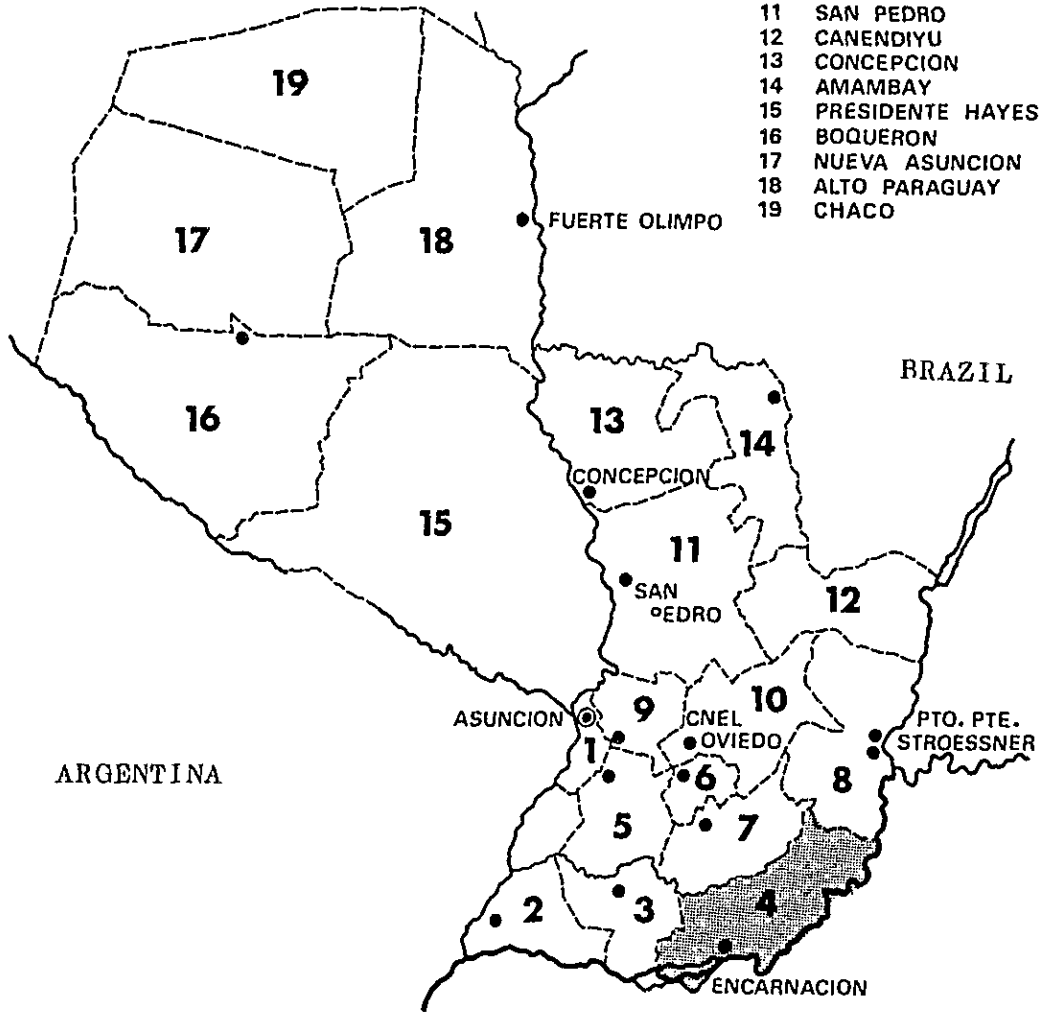 11 SAN PEDRO
12 CANENDIYU
13 CONCEPCION
14 AMAMBAY
15 PRESIDENTE HAYES
16 BOQUERON
17 NUEVA ASUNCION
18 ALTO PARAGUAY
19 CHACO
19
17
18
FUERTE OLIMPO
BRAZIL
16
13
14
CONCEPCION
15
11
SAN
PEDRO
12
ASUNCION
9
10
CNEL
OVIEDO
PTO. PTE.
STROESSNER
1
ARGENTINA
6
8
5
7
2
3
4
ENCARNACION